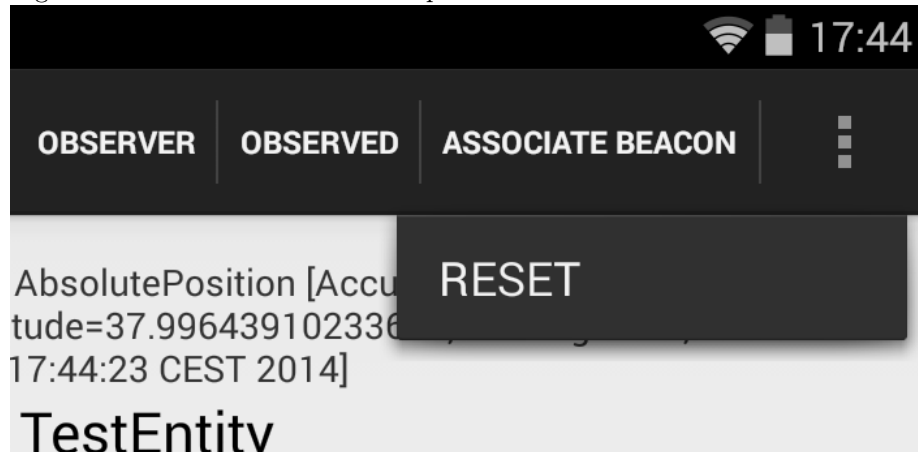 17:44
OBSERVER OBSERVED ASSOCIATE BEACON
RESET
AbsolutePosition [Accu
tude=37.996439102336
17:44:23 CEST 2014]
TestEntity